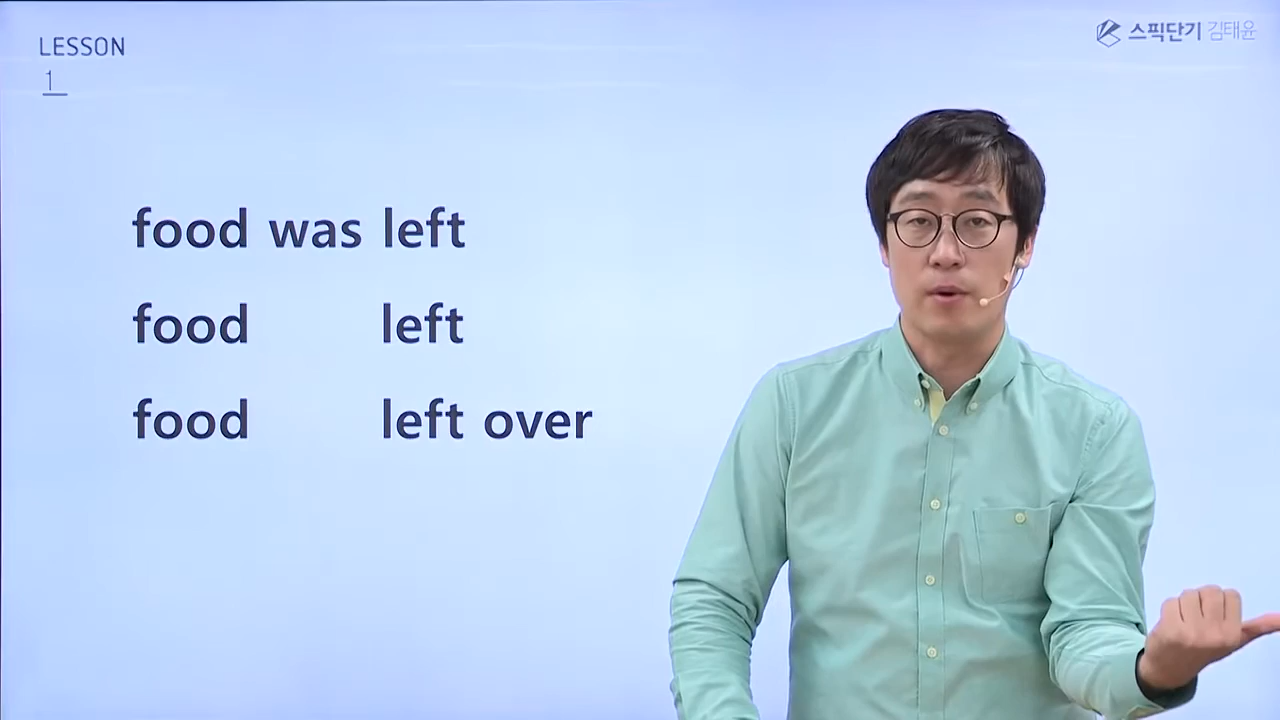 LESSON
1
스픽단기 김태윤
food was left
food left
food left over